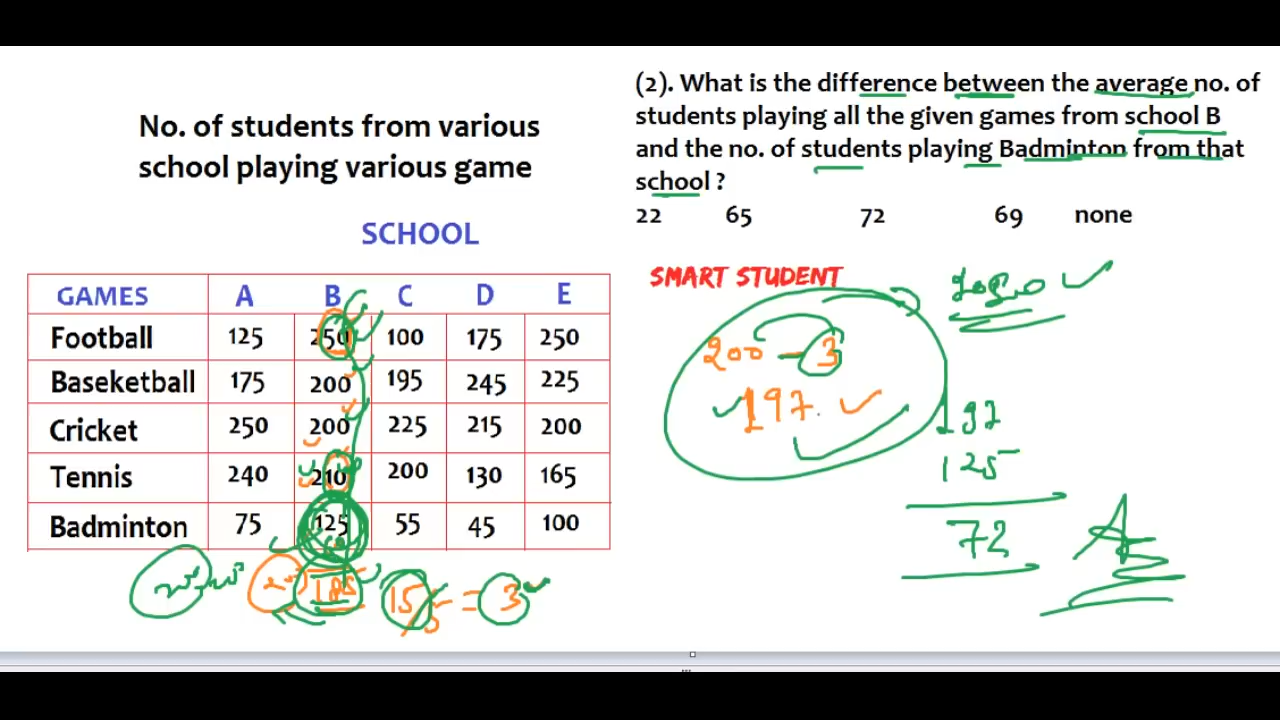 No. of students from various
school playing various game
SCHOOL
GAMES A B C D E
Football 125 250 100 175 250
Baseketball 175 200 195 245 225
Cricket 250 200 225 215 200
Tennis 240 210 200 130 165
Badminton 75 125 55 45 100
15/5 = 3
(2). What is the difference between the average no. of
students playing all the given games from school B
and the no. of students playing Badminton from that
school ?
22 65 72 69 none
SMART STUDENT
200 - 3
197
197
125
72